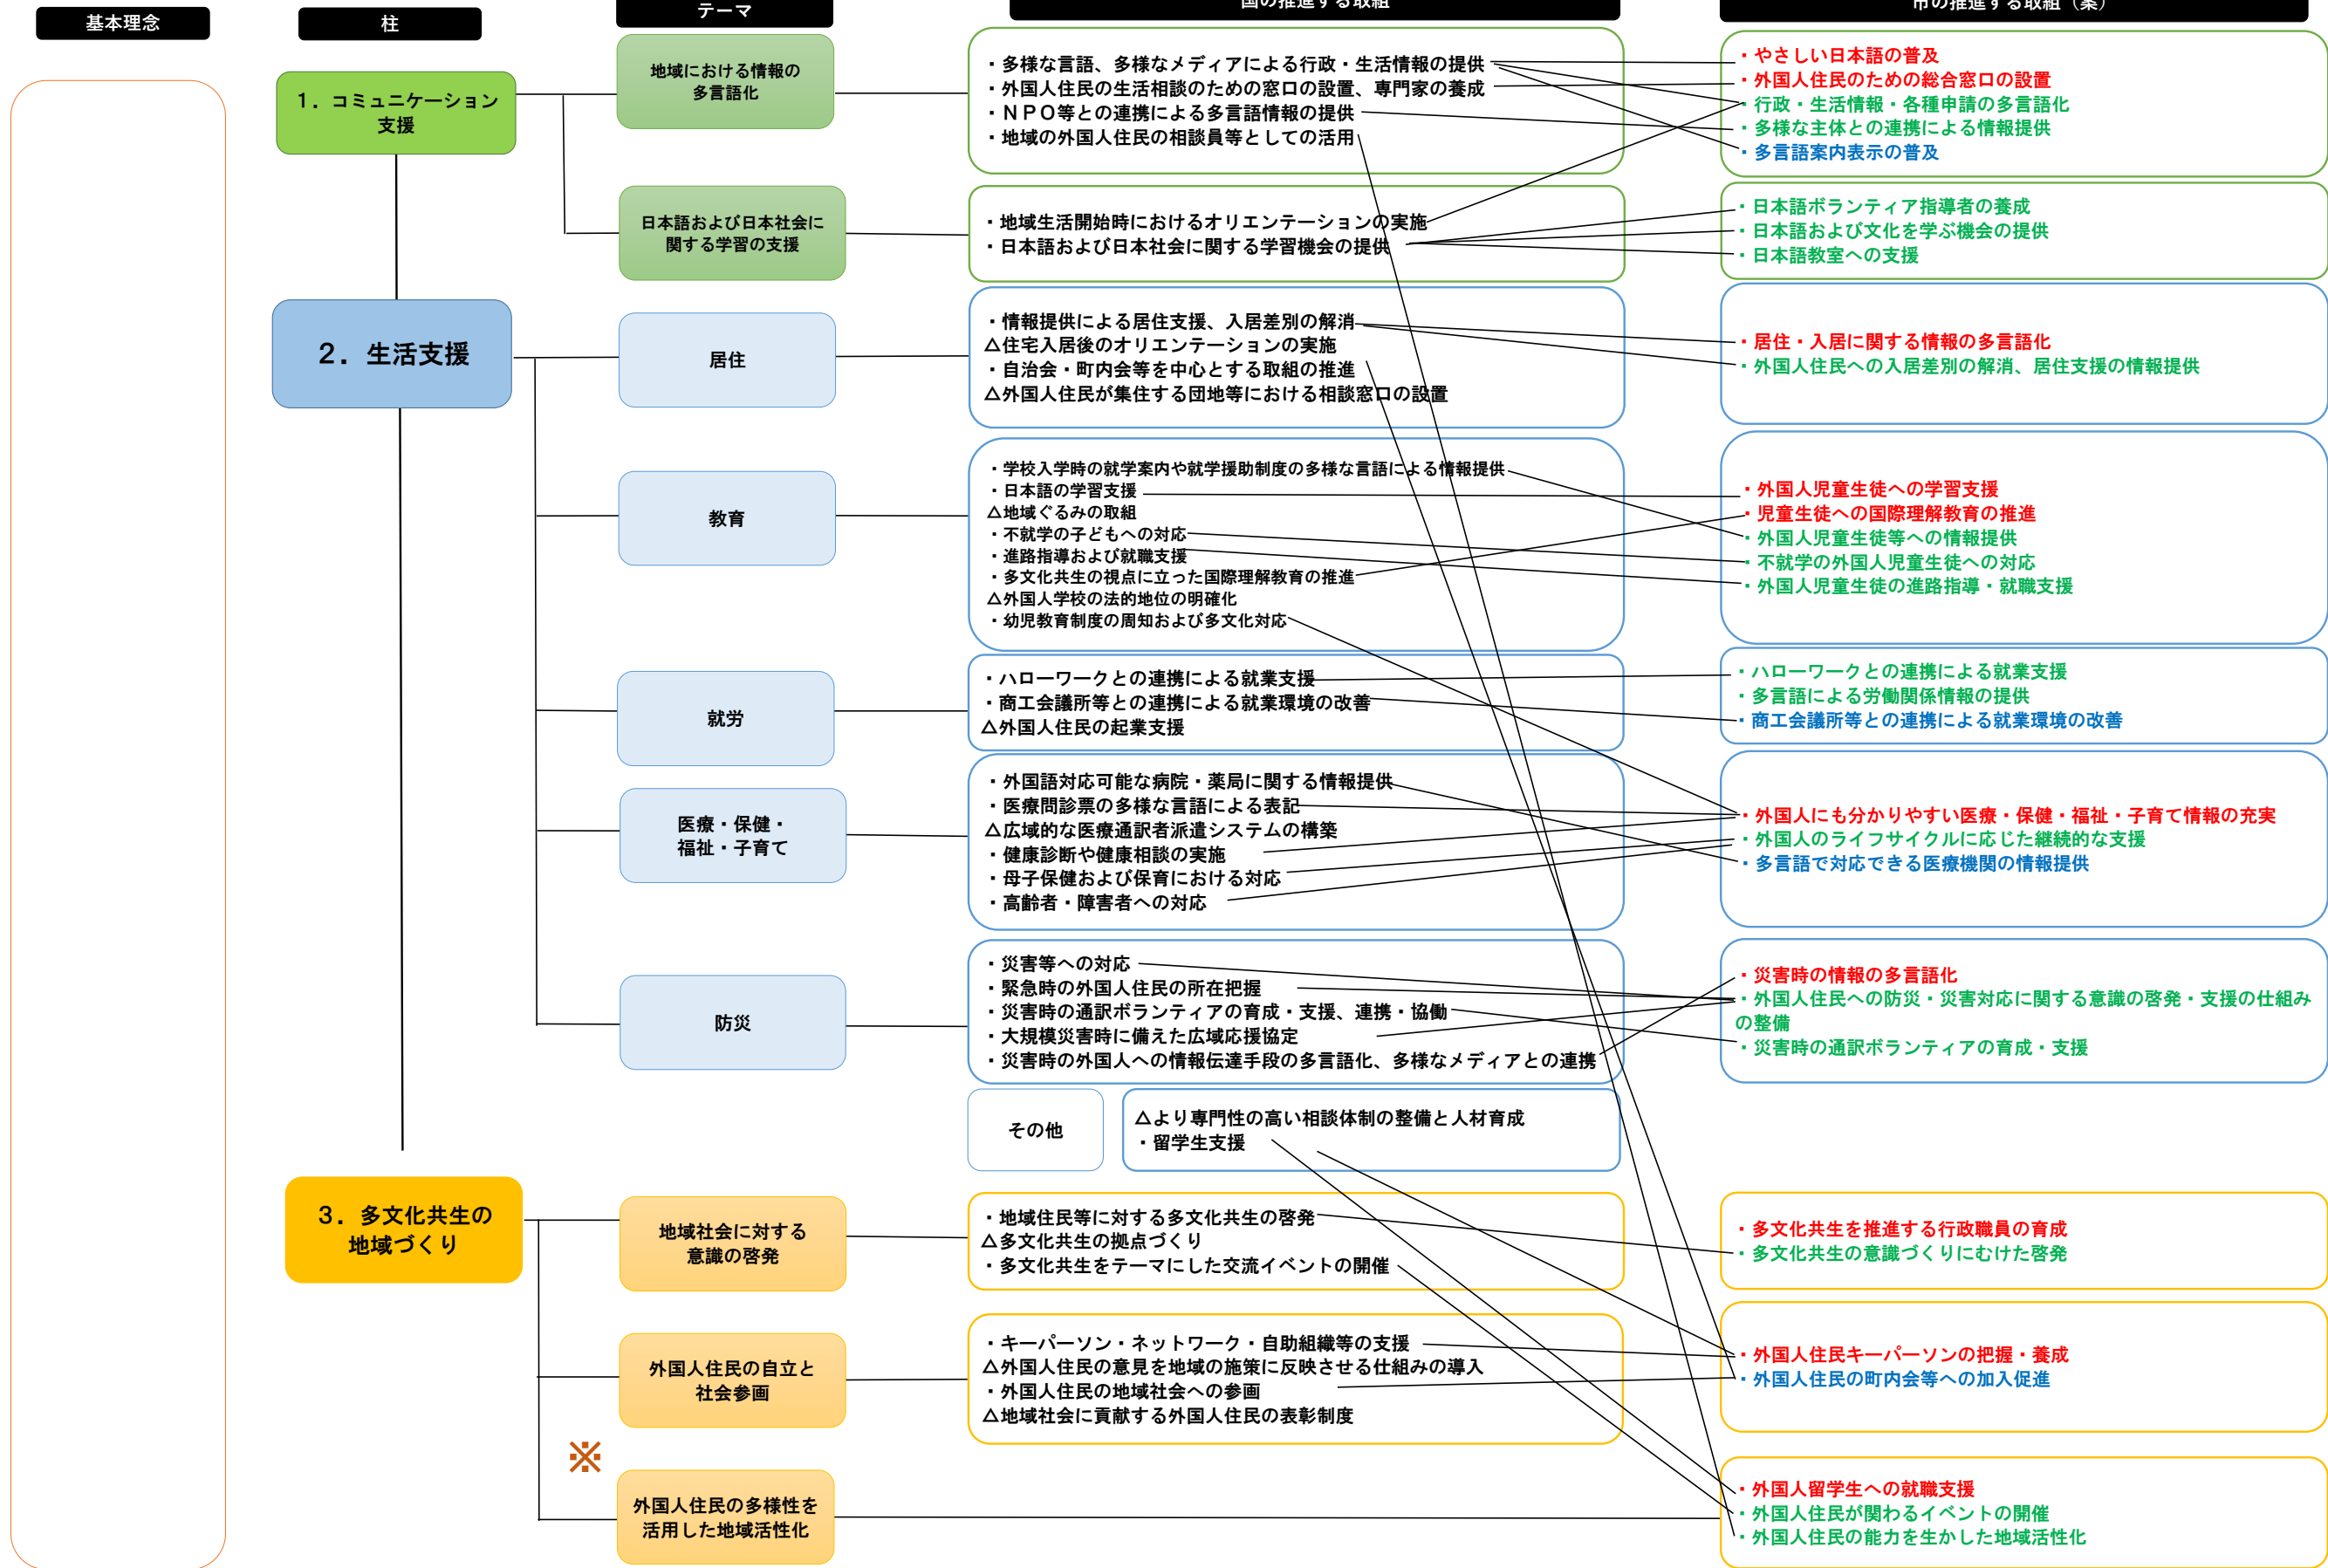 基本理念
柱
テーマ
国の推進する取組
市の推進する取組（案）
１．コミュニケーション
支援
地域における情報の
多言語化
・多様な言語、多様なメディアによる行政・生活情報の提供
・外国人住民の生活相談のための窓口の設置、専門家の養成
・ＮＰＯ等との連携による多言語情報の提供
・地域の外国人住民の相談員等としての活用
・やさしい日本語の普及
・外国人住民のための総合窓口の設置
・行政・生活情報・各種申請の多言語化
・多様な主体との連携による情報提供
・多言語案内表示の普及
日本語および日本社会に
関する学習の支援
・地域生活開始時におけるオリエンテーションの実施
・日本語および日本社会に関する学習機会の提供
・日本語ボランティア指導者の養成
・日本語および文化を学ぶ機会の提供
・日本語教室への支援
２．生活支援
居住
・情報提供による居住支援、入居差別の解消
△住宅入居後のオリエンテーションの実施
・自治会・町内会等を中心とする取組の推進
△外国人住民が集住する団地等における相談窓口の設置
・居住・入居に関する情報の多言語化
・外国人住民への入居差別の解消、居住支援の情報提供
教育
・学校入学時の就学案内や就学援助制度の多様な言語による情報提供
・日本語の学習支援
△地域ぐるみの取組
・不就学の子どもへの対応
・進路指導および就職支援
・多文化共生の視点に立った国際理解教育の推進
△外国人学校の法的地位の明確化
・幼児教育制度の周知および多文化対応
・外国人児童生徒への学習支援
・児童生徒への国際理解教育の推進
・外国人児童生徒等への情報提供
・不就学の外国人児童生徒への対応
・外国人児童生徒の進路指導・就職支援
就労
・ハローワークとの連携による就業支援
・商工会議所等との連携による就業環境の改善
△外国人住民の起業支援
・ハローワークとの連携による就業支援
・多言語による労働関係情報の提供
・商工会議所等との連携による就業環境の改善
医療・保健・
福祉・子育て
・外国語対応可能な病院・薬局に関する情報提供
・医療問診票の多様な言語による表記
△広域的な医療通訳者派遣システムの構築
・健康診断や健康相談の実施
・母子保健および保育における対応
・高齢者・障害者への対応
・外国人にも分かりやすい医療・保健・福祉・子育て情報の充実
・外国人のライフサイクルに応じた継続的な支援
・多言語で対応できる医療機関の情報提供
防災
・災害等への対応
・緊急時の外国人住民の所在把握
・災害時の通訳ボランティアの育成・支援、連携・協働
・大規模災害時に備えた広域応援協定
・災害時の外国人への情報伝達手段の多言語化、多様なメディアとの連携
・災害時の情報の多言語化
・外国人住民への防災・災害対応に関する意識の啓発・支援の仕組み
の整備
・災害時の通訳ボランティアの育成・支援
その他
△より専門性の高い相談体制の整備と人材育成
・留学生支援
３．多文化共生の
地域づくり
地域社会に対する
意識の啓発
・地域住民等に対する多文化共生の啓発
△多文化共生の拠点づくり
・多文化共生をテーマにした交流イベントの開催
・多文化共生を推進する行政職員の育成
・多文化共生の意識づくりにむけた啓発
外国人住民の自立と
社会参画
・キーパーソン・ネットワーク・自助組織等の支援
△外国人住民の意見を地域の施策に反映させる仕組みの導入
・外国人住民の地域社会への参画
△地域社会に貢献する外国人住民の表彰制度
・外国人住民キーパーソンの把握・養成
・外国人住民の町内会等への加入促進
※
外国人住民の多様性を
活用した地域活性化
・外国人留学生への就職支援
・外国人住民が関わるイベントの開催
・外国人住民の能力を生かした地域活性化